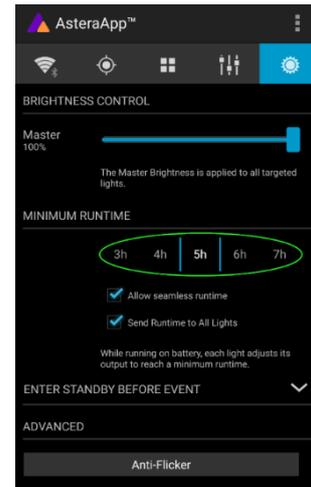 AsteraApp™
BRIGHTNESS CONTROL
Master
100%
The Master Brightness is applied to all targeted
lights.
MINIMUM RUNTIME
3h 4h 5h 6h 7h
Allow seamless runtime
Send Runtime to All Lights
While running on battery, each light adjusts its
output to reach a minimum runtime.
ENTER STANDBY BEFORE EVENT
ADVANCED
Anti-Flicker